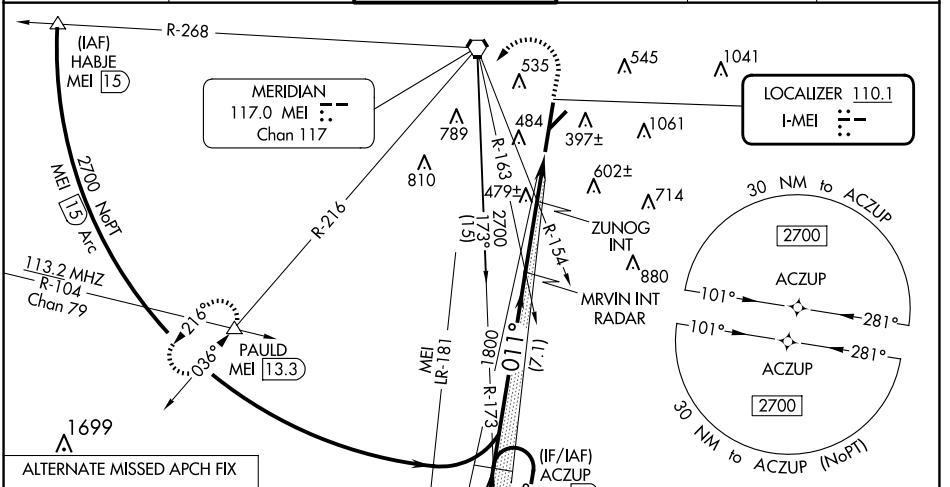 R-268
(IAF)
HABJE
MEI 15
MERIDIAN
117.0 MEI
Chan 117
535
545
1041
LOCALIZER 110.1
I-MEI
789
484
397±
1061
810
R-163
479±
602±
714
2700 NoPT
MEI 15 Arc
R-216
2700
173°
(15)
R-154
ZUNOG
INT
880
MRVIN INT
RADAR
30 NM to ACZUP
2700
ACZUP
101°
281°
101°
281°
ACZUP
2700
30 NM to ACZUP (NoPT)
113.2 MHZ
R-104
Chan 79
216°
036°
PAULD
MEI 13.3
MEI
LR-181
1800
R-173
011°
(1.7)
1699
ALTERNATE MISSED APCH FIX
(IF/IAF)
ACZUP